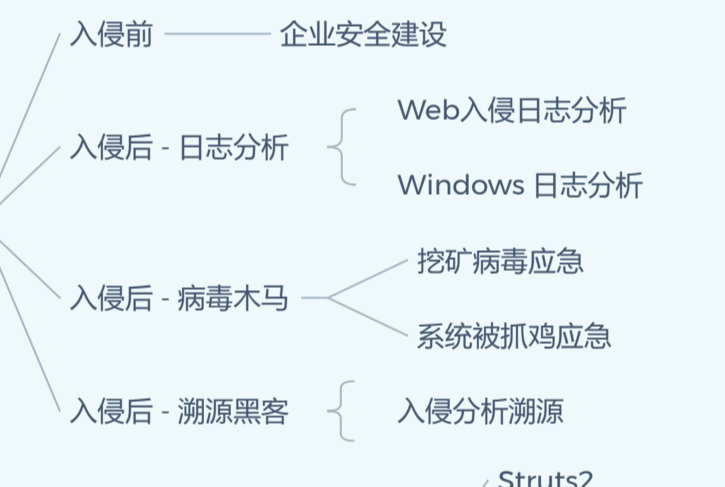 入侵前
企业安全建设
入侵后 - 日志分析
Web入侵日志分析
Windows 日志分析
入侵后 - 病毒木马
挖矿病毒应急
系统被抓鸡应急
入侵后 - 溯源黑客
入侵分析溯源
Struts2